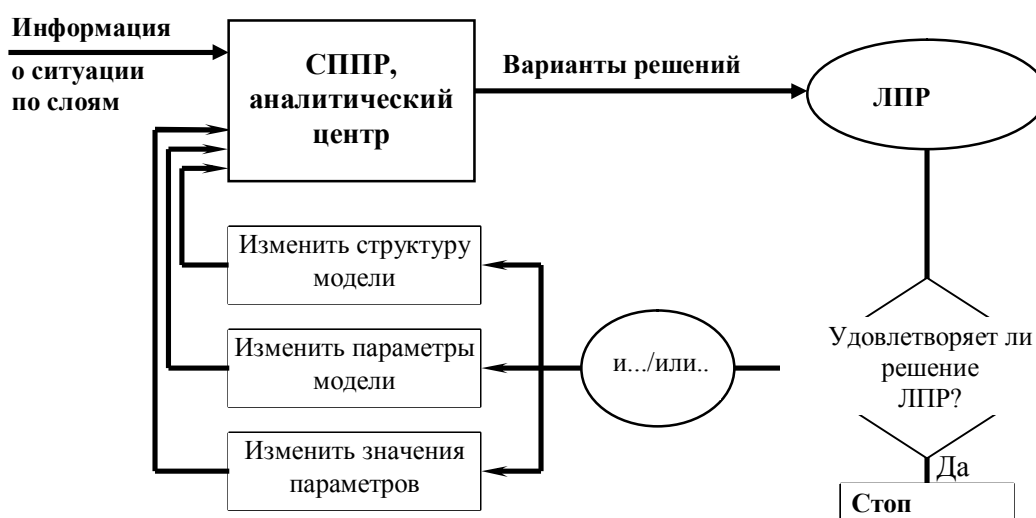 Информация
о ситуации
по слоям
СППР,
аналитический
центр
Варианты решений
ЛПР
Изменить структуру
модели
Изменить параметры
модели
Изменить значения
параметров
и.../или..
Удовлетворяет ли
решение
ЛПР?
Да
Стоп